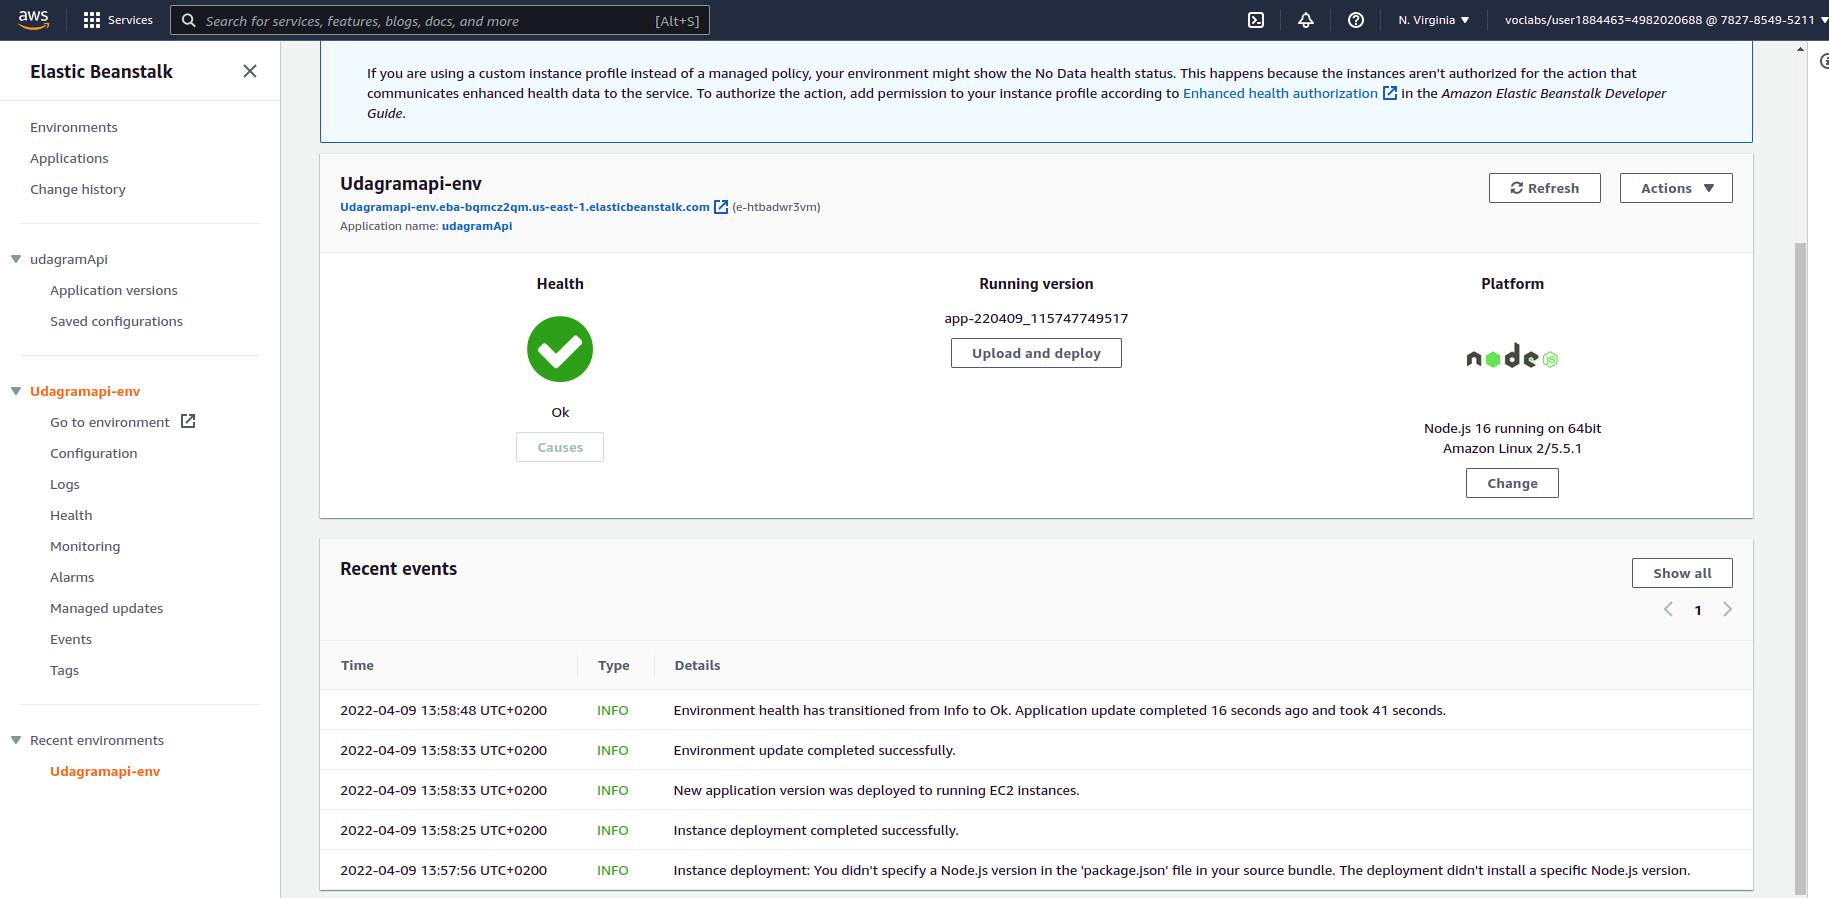 aws
Services
Search for services, features, blogs, docs, and more
[Alt+S]
N. Virginia
voclabs/user1884463=4982020688 @ 7827-8549-5211
Elastic Beanstalk
Environments
Applications
Change history
udagramApi
Application versions
Saved configurations
Udagramapi-env
Go to environment
Configuration
Logs
Health
Monitoring
Alarms
Managed updates
Events
Tags
Recent environments
Udagramapi-env
If you are using a custom instance profile instead of a managed policy, your environment might show the No Data health status. This happens because the instances aren't authorized for the action that
communicates enhanced health data to the service. To authorize the action, add permission to your instance profile according to Enhanced health authorization in the Amazon Elastic Beanstalk Developer
Guide.
Udagramapi-env
Udagramapi-env.eba-bqmcz2qm.us-east-1.elasticbeanstalk.com (e-htbadwr3vm)
Application name: udagramApi
Refresh
Actions
Health
Ok
Causes
Running version
app-220409_115747749517
Upload and deploy
Platform
node JS
Node.js 16 running on 64bit
Amazon Linux 2/5.5.1
Change
Recent events
Show all
1
Time Type Details
2022-04-09 13:58:48 UTC+0200 INFO Environment health has transitioned from Info to Ok. Application update completed 16 seconds ago and took 41 seconds.
2022-04-09 13:58:33 UTC+0200 INFO Environment update completed successfully.
2022-04-09 13:58:33 UTC+0200 INFO New application version was deployed to running EC2 instances.
2022-04-09 13:58:25 UTC+0200 INFO Instance deployment completed successfully.
2022-04-09 13:57:56 UTC+0200 INFO Instance deployment: You didn't specify a Node.js version in the 'package.json' file in your source bundle. The deployment didn't install a specific Node.js version.